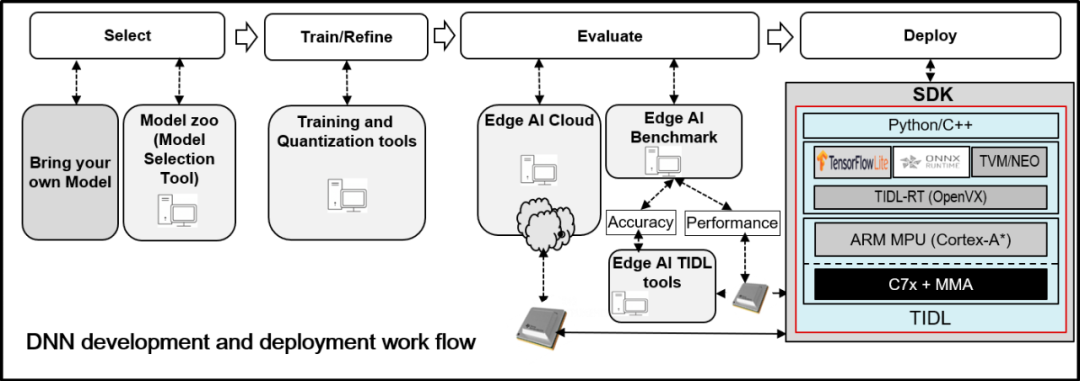 Select
Train/Refine
Evaluate
Deploy
Bring your
own Model
Model zoo
(Model
Selection
Tool)
Training and
Quantization tools
Edge AI Cloud
Edge AI
Benchmark
Accuracy
Performance
Edge AI TIDL
tools
SDK
Python/C++
TensorFlowLite
ONNX
RUNTIME
TVM/NEO
TIDL-RT (OpenVX)
ARM MPU (Cortex-A*)
C7x + MMA
TIDL
DNN development and deployment work flow